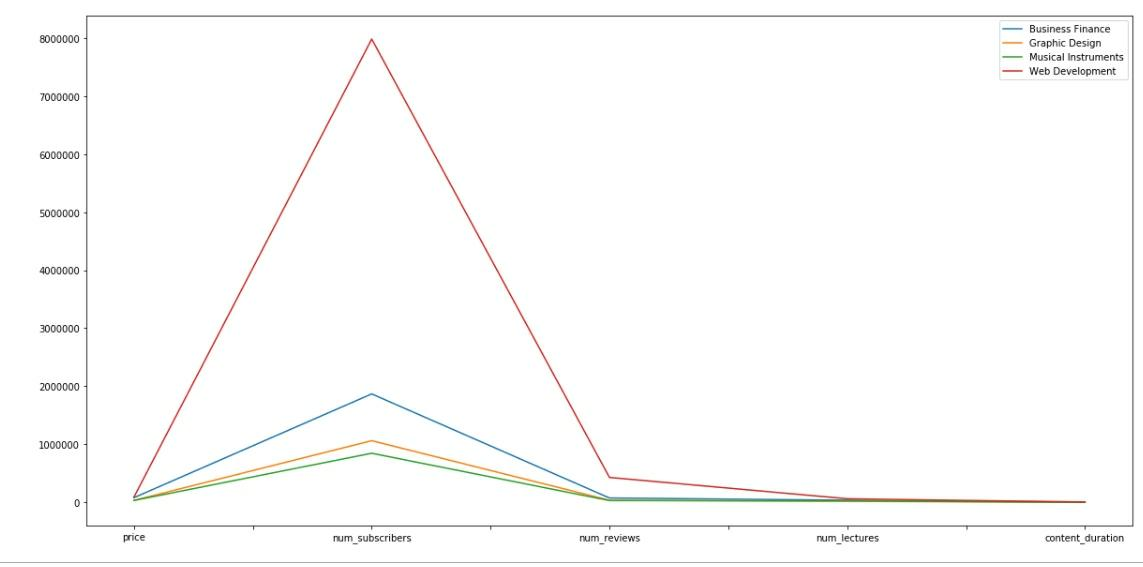 Business Finance
Graphic Design
Musical Instruments
Web Development
8000000
7000000
6000000
5000000
4000000
3000000
2000000
1000000
0
price num_subscribers num_reviews num_lectures content_duration